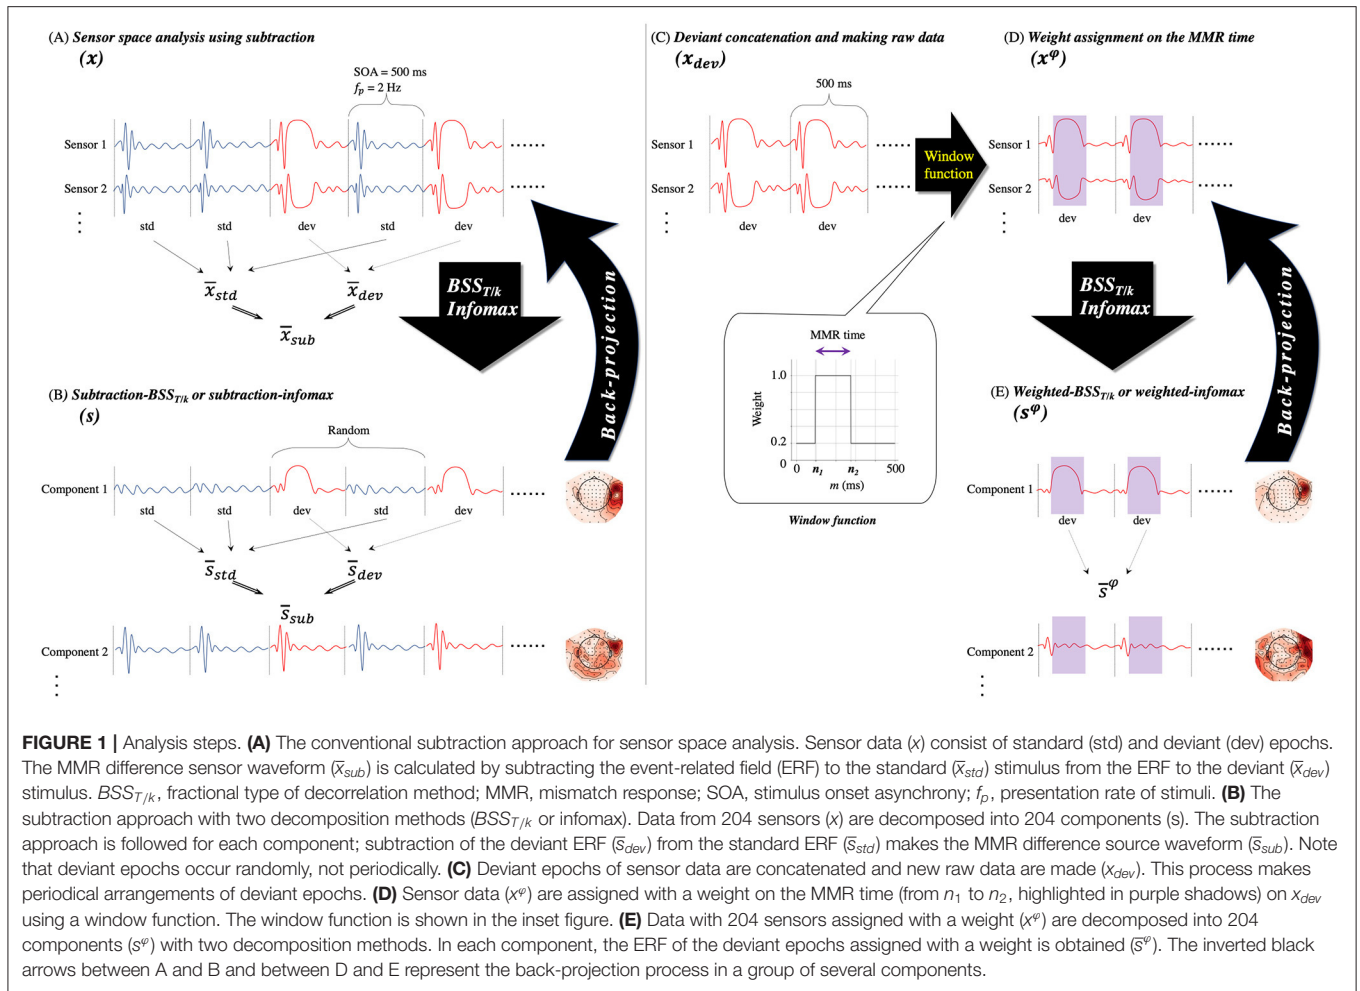 (A) Sensor space analysis using subtraction
(x)
SOA = 500 ms
fₚ = 2 Hz
Sensor 1
Sensor 2
⋮
std std dev std dev
x̅std x̅dev
x̅sub
BSST/k
Infomax
Back-projection
(B) Subtraction-BSST/k or subtraction-infomax
(s)
Random
Component 1
std std dev std dev
s̅std s̅dev
s̅sub
Component 2
⋮
(C) Deviant concatenation and making raw data
(xdev)
500 ms
Sensor 1
Sensor 2
⋮
dev dev
Window
function
MMR time
Weight
1.0
0.2
0 n₁ n₂ 500
m (ms)
Window function
(D) Weight assignment on the MMR time
(xᵠ)
Sensor 1
Sensor 2
⋮
dev dev
BSST/k
Infomax
Back-projection
(E) Weighted-BSST/k or weighted-infomax
(sᵠ)
Component 1
dev dev
s̅ᵠ
Component 2
⋮
FIGURE 1 | Analysis steps. (A) The conventional subtraction approach for sensor space analysis. Sensor data (x) consist of standard (std) and deviant (dev) epochs.
The MMR difference sensor waveform (x̅sub) is calculated by subtracting the event-related field (ERF) to the standard (x̅std) stimulus from the ERF to the deviant (x̅dev)
stimulus. BSST/k, fractional type of decorrelation method; MMR, mismatch response; SOA, stimulus onset asynchrony; fₚ, presentation rate of stimuli. (B) The
subtraction approach with two decomposition methods (BSST/k or infomax). Data from 204 sensors (x) are decomposed into 204 components (s). The subtraction
approach is followed for each component; subtraction of the deviant ERF (s̅dev) from the standard ERF (s̅std) makes the MMR difference source waveform (s̅sub). Note
that deviant epochs occur randomly, not periodically. (C) Deviant epochs of sensor data are concatenated and new raw data are made (xdev). This process makes
periodical arrangements of deviant epochs. (D) Sensor data (xᵠ) are assigned with a weight on the MMR time (from n₁ to n₂, highlighted in purple shadows) on xdev
using a window function. The window function is shown in the inset figure. (E) Data with 204 sensors assigned with a weight (xᵠ) are decomposed into 204
components (sᵠ) with two decomposition methods. In each component, the ERF of the deviant epochs assigned with a weight is obtained (s̅ᵠ). The inverted black
arrows between A and B and between D and E represent the back-projection process in a group of several components.